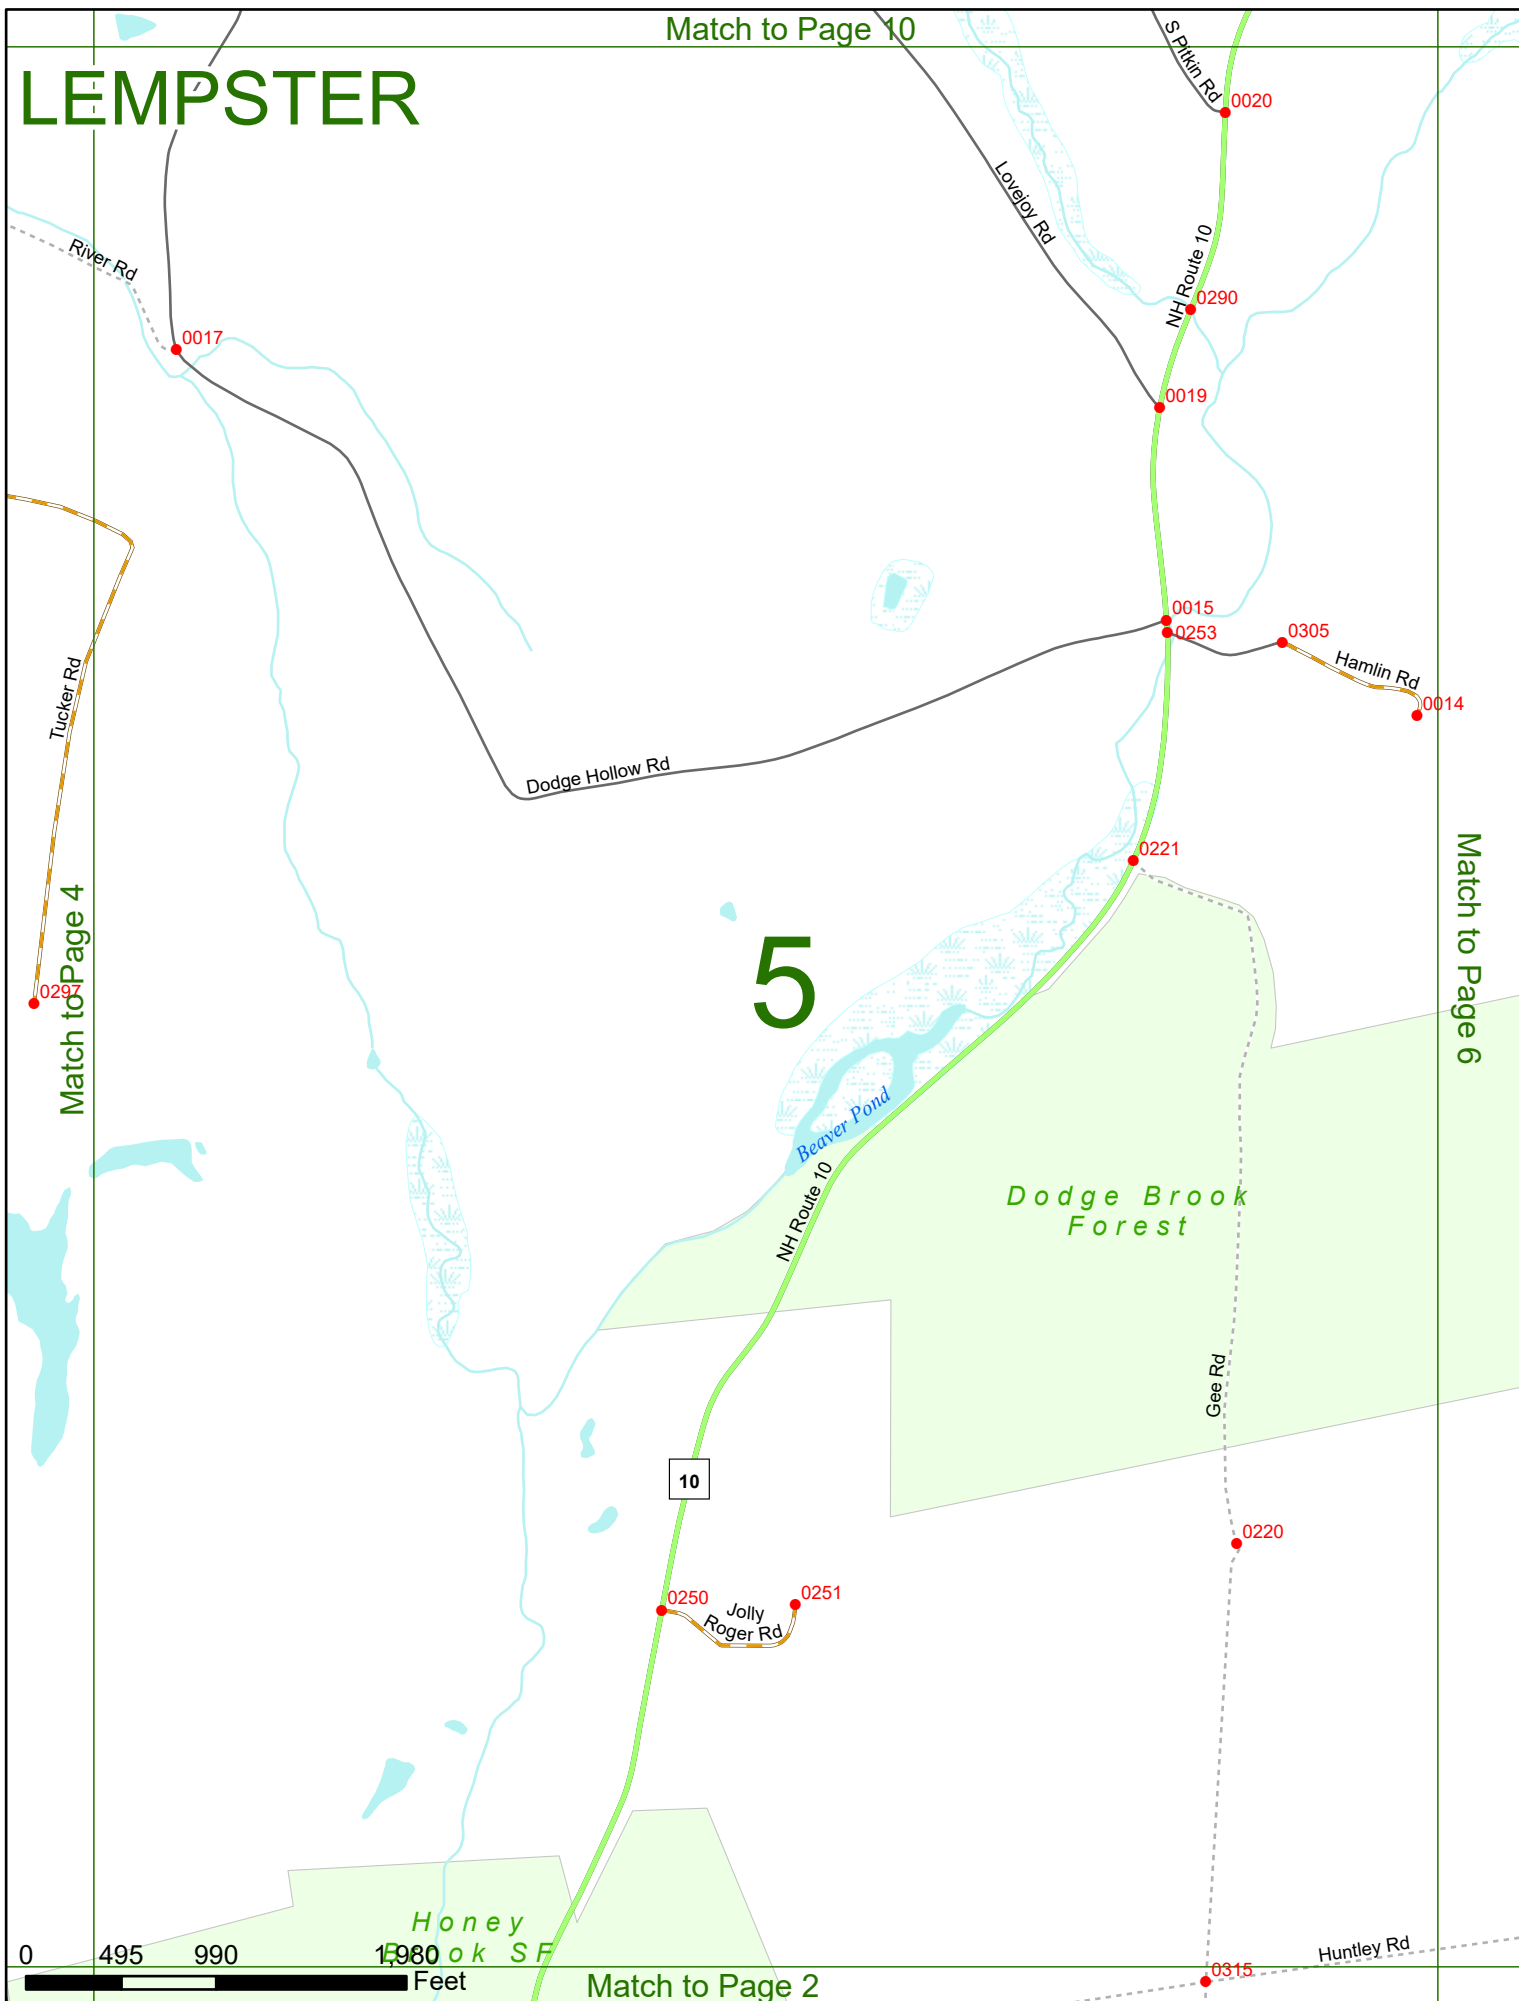 Match to Page 10
LEMPSTER
S Pitkin Rd
0020
Lovejoy Rd
River Rd
NH Route 10
0290
0017
0019
0015
0253
0305
Hamlin Rd
0014
Tucker Rd
Dodge Hollow Rd
0221
Match to Page 4
Match to Page 6
5
0297
Beaver Pond
NH Route 10
Dodge Brook
Forest
Gee Rd
10
0220
0250
0251
Jolly
Roger Rd
Honey
Brook SF
Huntley Rd
0 495 990 1,980
Feet
0315
Match to Page 2